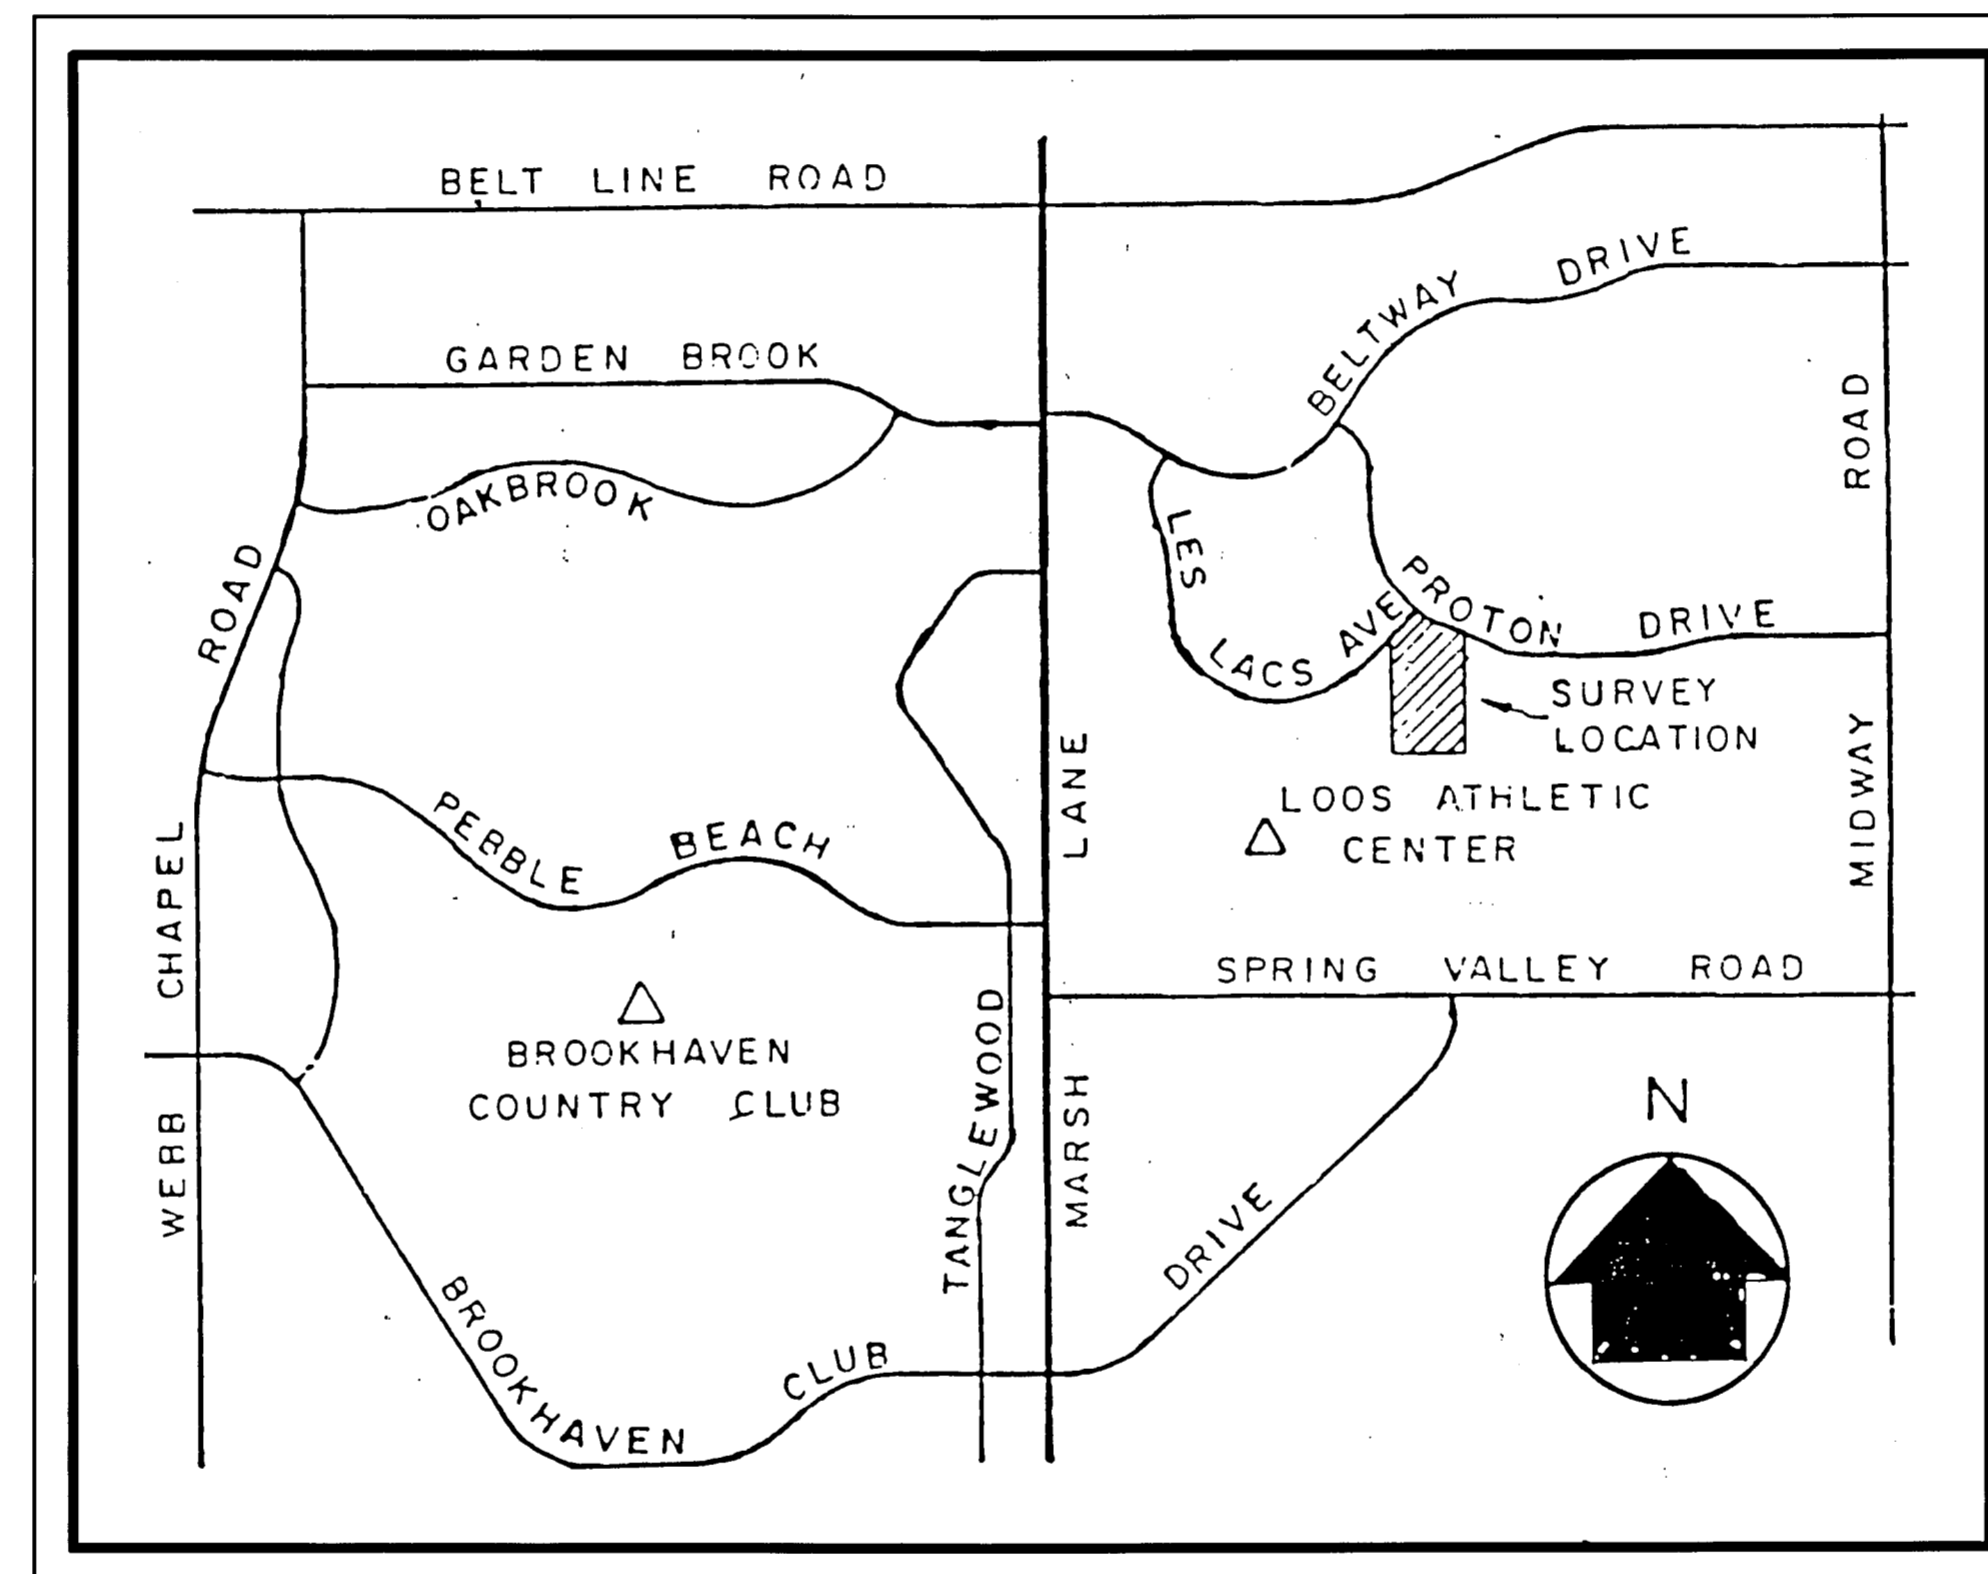 BELT LINE ROAD
BELTWAY DRIVE
GARDEN BROOK
OAKBROOK
LES LACS AVE
PROTON DRIVE
SURVEY
LOCATION
LOOS ATHLETIC
CENTER
WEBB CHAPEL ROAD
PEBBLE BEACH
MARSH LANE
MIDWAY ROAD
SPRING VALLEY ROAD
BROOKHAVEN
COUNTRY CLUB
TANGLEWOOD
BROOKHAVEN CLUB DRIVE
N